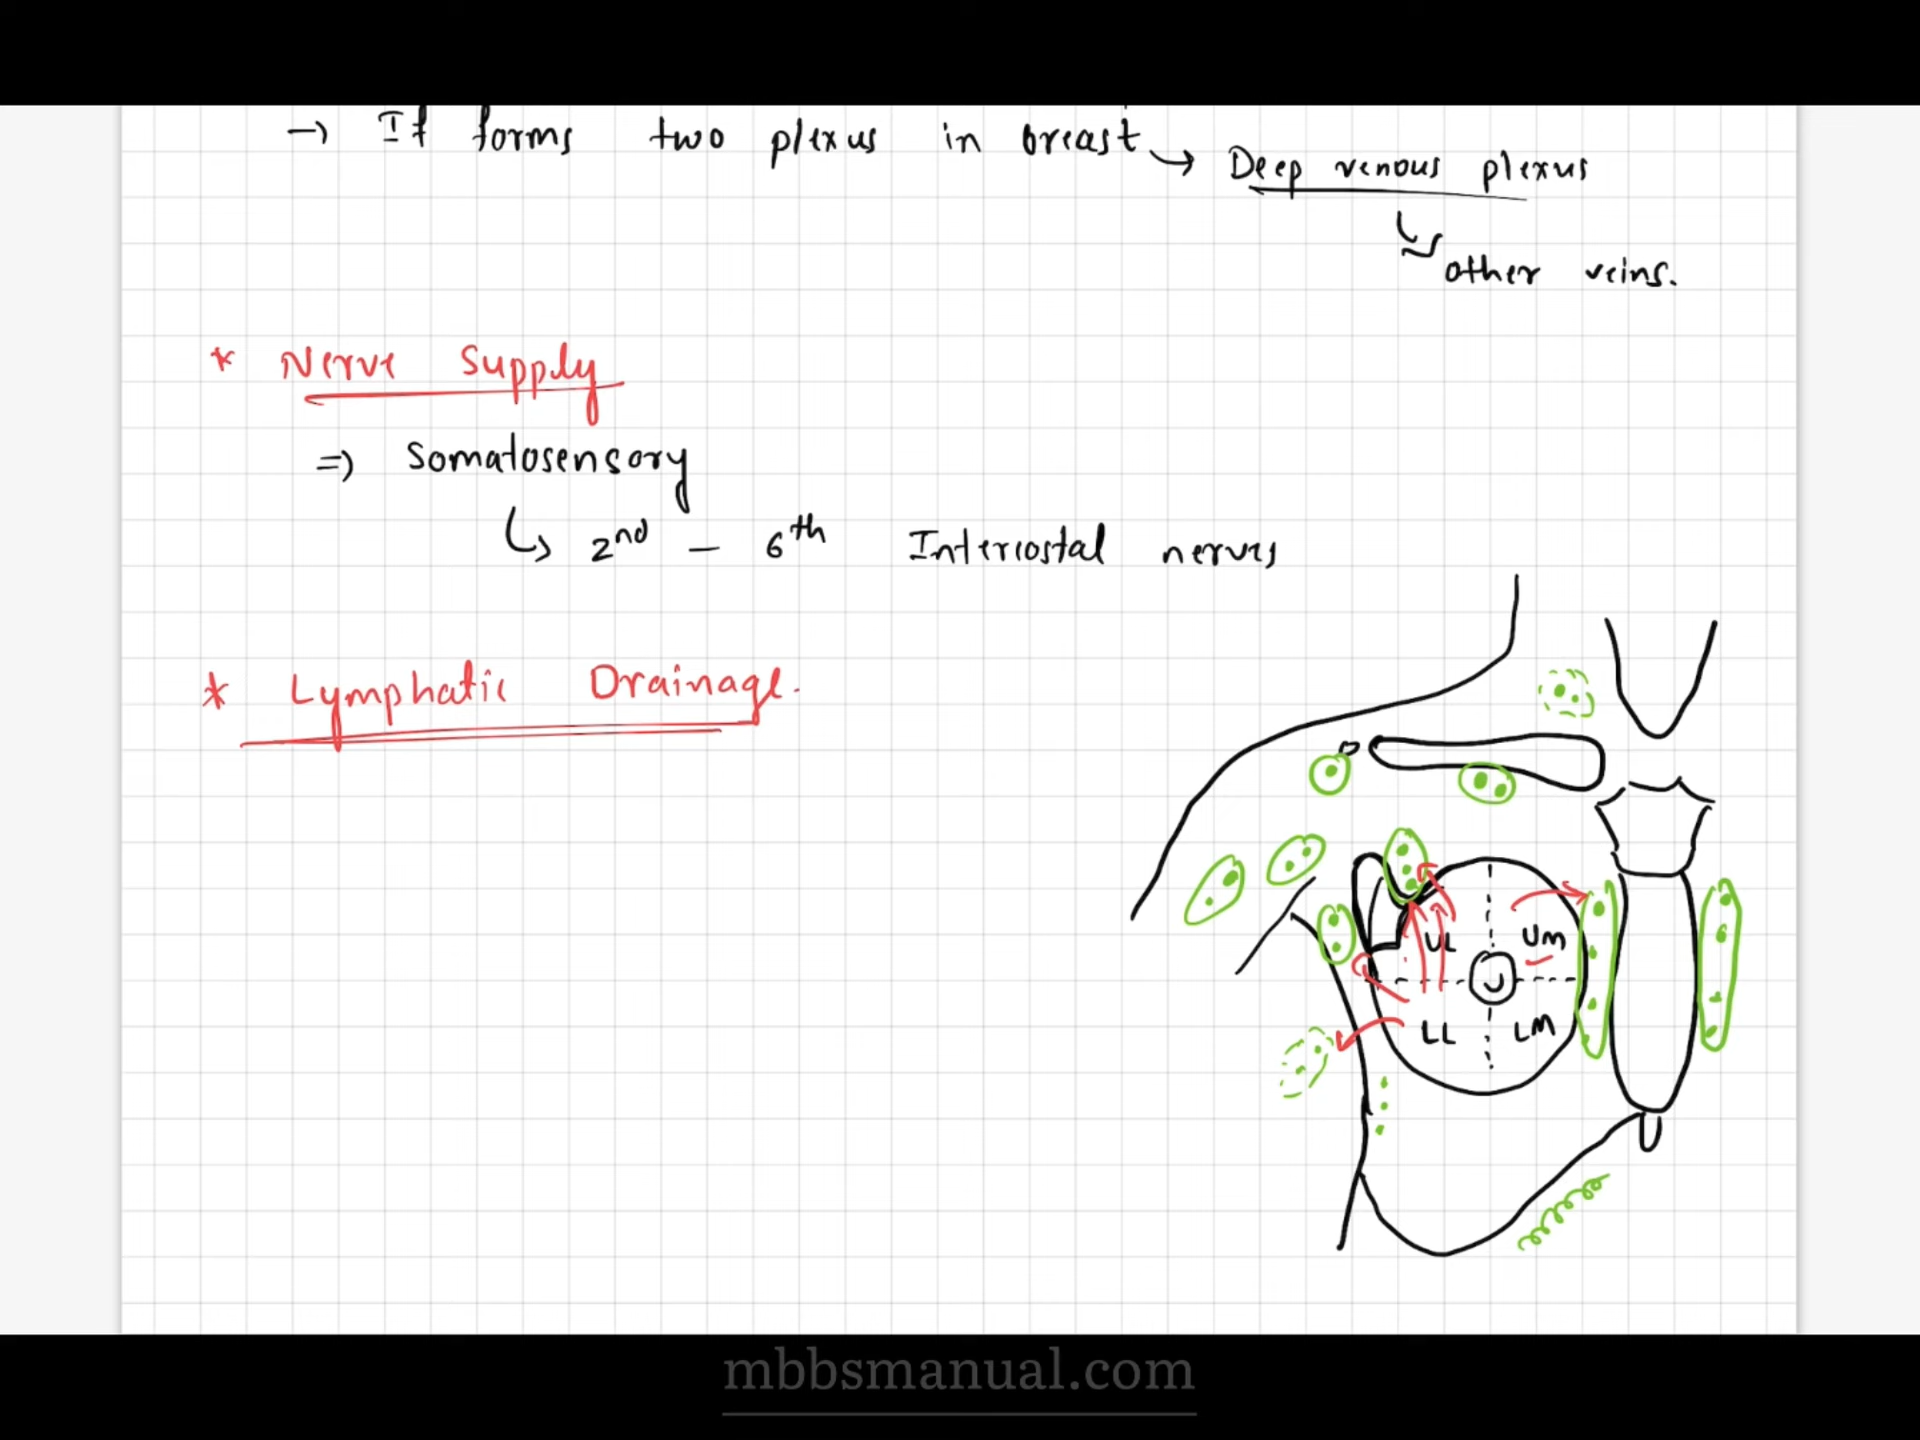 → It forms two plexus in breast → Deep venous plexus
↳ other veins.
* Nerve Supply
⇒ Somatosensory
↳ 2nd - 6th Intercostal nerves
* Lymphatic Drainage.
UL UM
LL LM
mbbsmanual.com